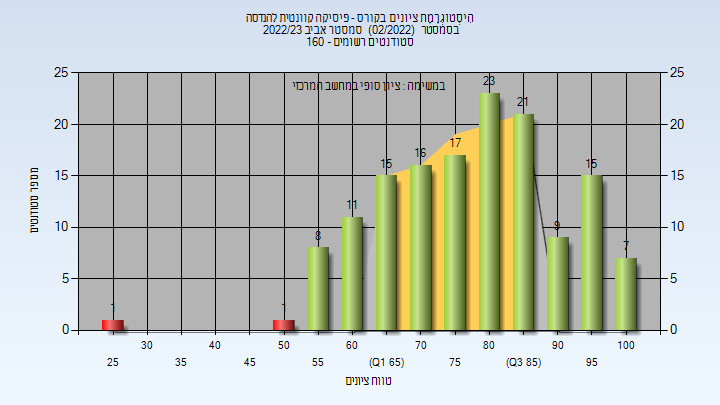 היסטוגרמת ציונים בקורס - פיסיקה קוונטית להנדסה
בסמסטר (02/2022) סמסטר אביב 2022/23
סטודנטים רשומים - 160
במשימה : ציון סופי במחשב המרכזי
מספר סטודנטים
25 25
20 20
15 15
10 10
5 5
0 0
1 1 8 11 15 16 17 23 21 9 15 7
30 40 50 60 70 80 90 100
25 35 45 55 (Q1 65) 75 (Q3 85) 95
טווח ציונים